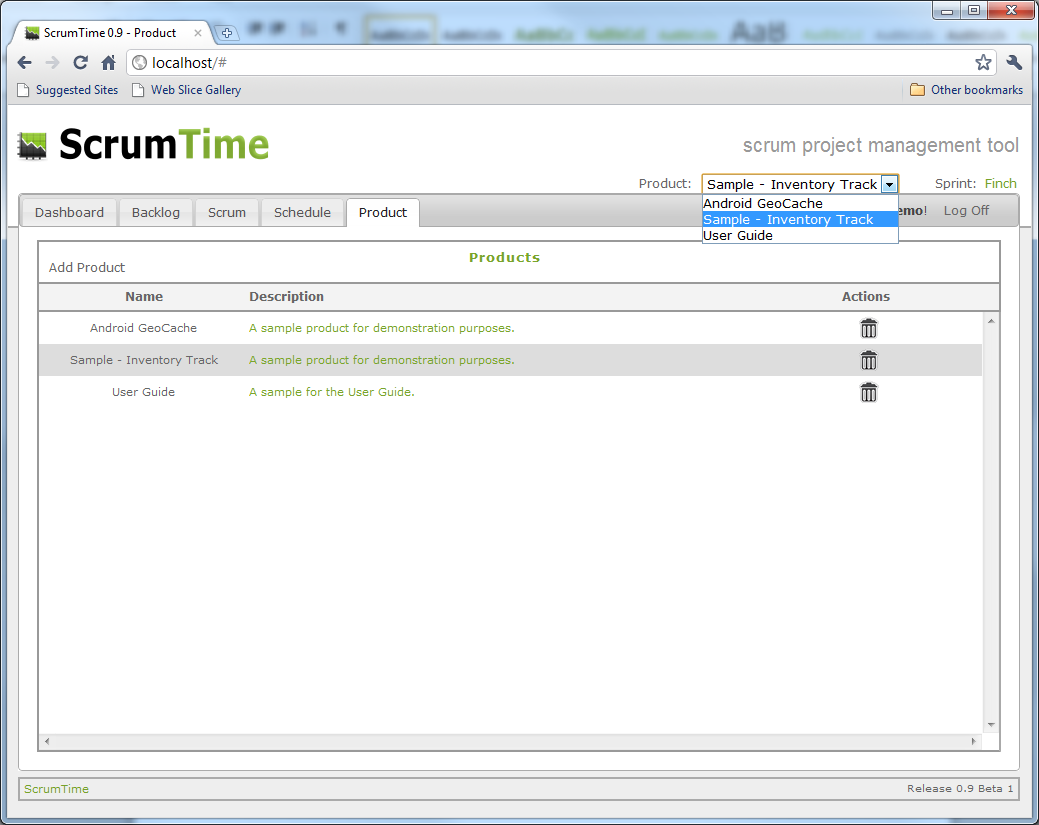 ScrumTime 0.9 - Product
localhost/#
Suggested Sites Web Slice Gallery Other bookmarks
ScrumTime
scrum project management tool
Product: Sample - Inventory Track Sprint: Finch
Android GeoCache
Sample - Inventory Track
User Guide
Dashboard Backlog Scrum Schedule Product emo! Log Off
Products
Add Product
Name Description Actions
Android GeoCache A sample product for demonstration purposes.
Sample - Inventory Track A sample product for demonstration purposes.
User Guide A sample for the User Guide.
ScrumTime Release 0.9 Beta 1